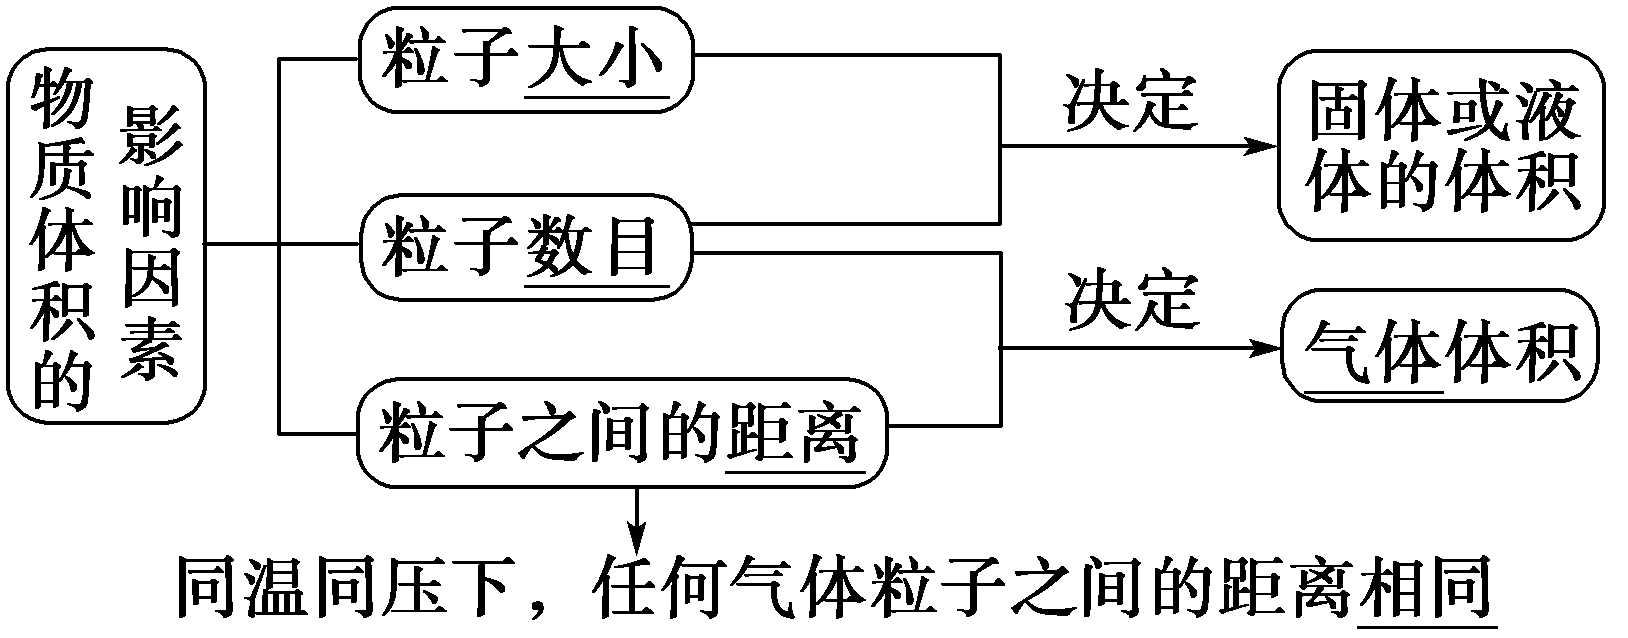 物质体积的
影响因素
粒子大小
粒子数目
粒子之间的距离
决定
固体或液
体的体积
决定
气体体积
同温同压下，任何气体粒子之间的距离相同